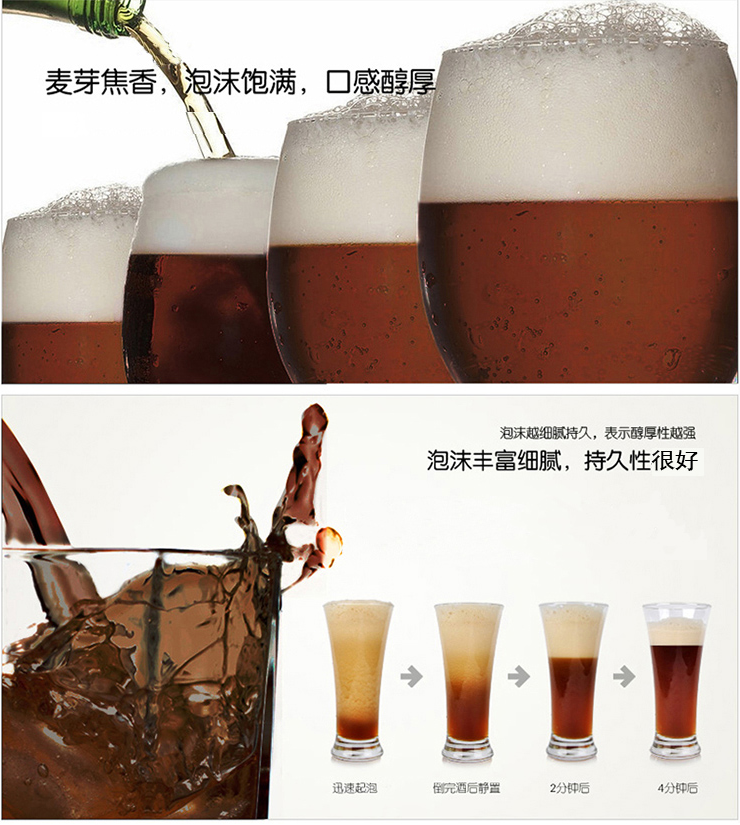 麦芽焦香，泡沫饱满，口感醇厚
泡沫越细腻持久，表示醇厚性越强
泡沫丰富细腻，持久性很好
迅速起泡
倒完酒后静置
2分钟后
4分钟后